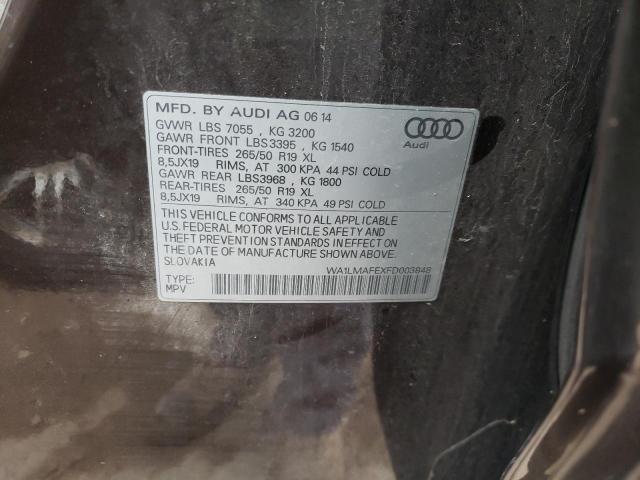 MFD. BY AUDI AG 06 14
GVWR LBS 7055 , KG 3200
GAWR FRONT LBS3395 , KG 1540
FRONT-TIRES 265/50 R19 XL
8,5JX19 RIMS, AT 300 KPA 44 PSI COLD
GAWR REAR LBS3968 , KG 1800
REAR-TIRES 265/50 R19 XL
8,5JX19 RIMS, AT 340 KPA 49 PSI COLD
Audi
THIS VEHICLE CONFORMS TO ALL APPLICABLE
U.S. FEDERAL MOTOR VEHICLE SAFETY AND
THEFT PREVENTION STANDARDS IN EFFECT ON
THE DATE OF MANUFACTURE SHOWN ABOVE.
SLOVAKIA
WA1LMAFEXFD003848
TYPE:
MPV